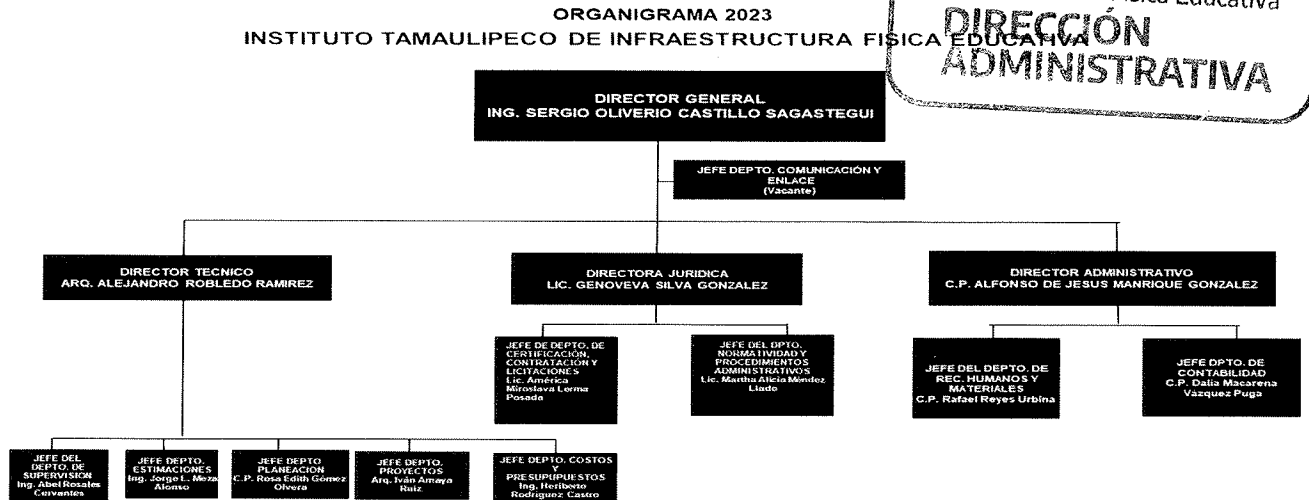 Física Educativa
DIRECCIÓN
ADMINISTRATIVA
ORGANIGRAMA 2023
INSTITUTO TAMAULIPECO DE INFRAESTRUCTURA FISICA EDUCATIVA
DIRECTOR GENERAL
ING. SERGIO OLIVERIO CASTILLO SAGASTEGUI
JEFE DEPTO. COMUNICACIÓN Y
ENLACE
(Vacante)
DIRECTOR TECNICO
ARQ. ALEJANDRO ROBLEDO RAMIREZ
DIRECTORA JURIDICA
LIC. GENOVEVA SILVA GONZALEZ
DIRECTOR ADMINISTRATIVO
C.P. ALFONSO DE JESUS MANRIQUE GONZALEZ
JEFE DE DEPTO. DE
CERTIFICACIÓN,
CONTRATACIÓN Y
LICITACIONES
Lic. América
Miroslava Lerma
Posada
JEFE DEL DPTO.
NORMATIVIDAD Y
PROCEDIMIENTOS
ADMINISTRATIVOS
Lic. Martha Alicia Méndez
Llado
JEFE DEL DEPTO. DE
REC. HUMANOS Y
MATERIALES
C.P. Rafael Reyes Urbina
JEFE DPTO. DE
CONTABILIDAD
C.P. Dalia Macarena
Vázquez Puga
JEFE DEL
DEPTO. DE
SUPERVISION
Ing. Abel Rosales
Cervantes
JEFE DEPTO.
ESTIMACIONES
Ing. Jorge L. Meza
Alonso
JEFE DEPTO
PLANEACION
C.P. Rosa Edith Gómez
Olvera
JEFE DEPTO.
PROYECTOS
Arq. Iván Amaya
Ruiz
JEFE DEPTO. COSTOS
Y
PRESUPUPUESTOS
Ing. Heriberto
Rodriguez Castro